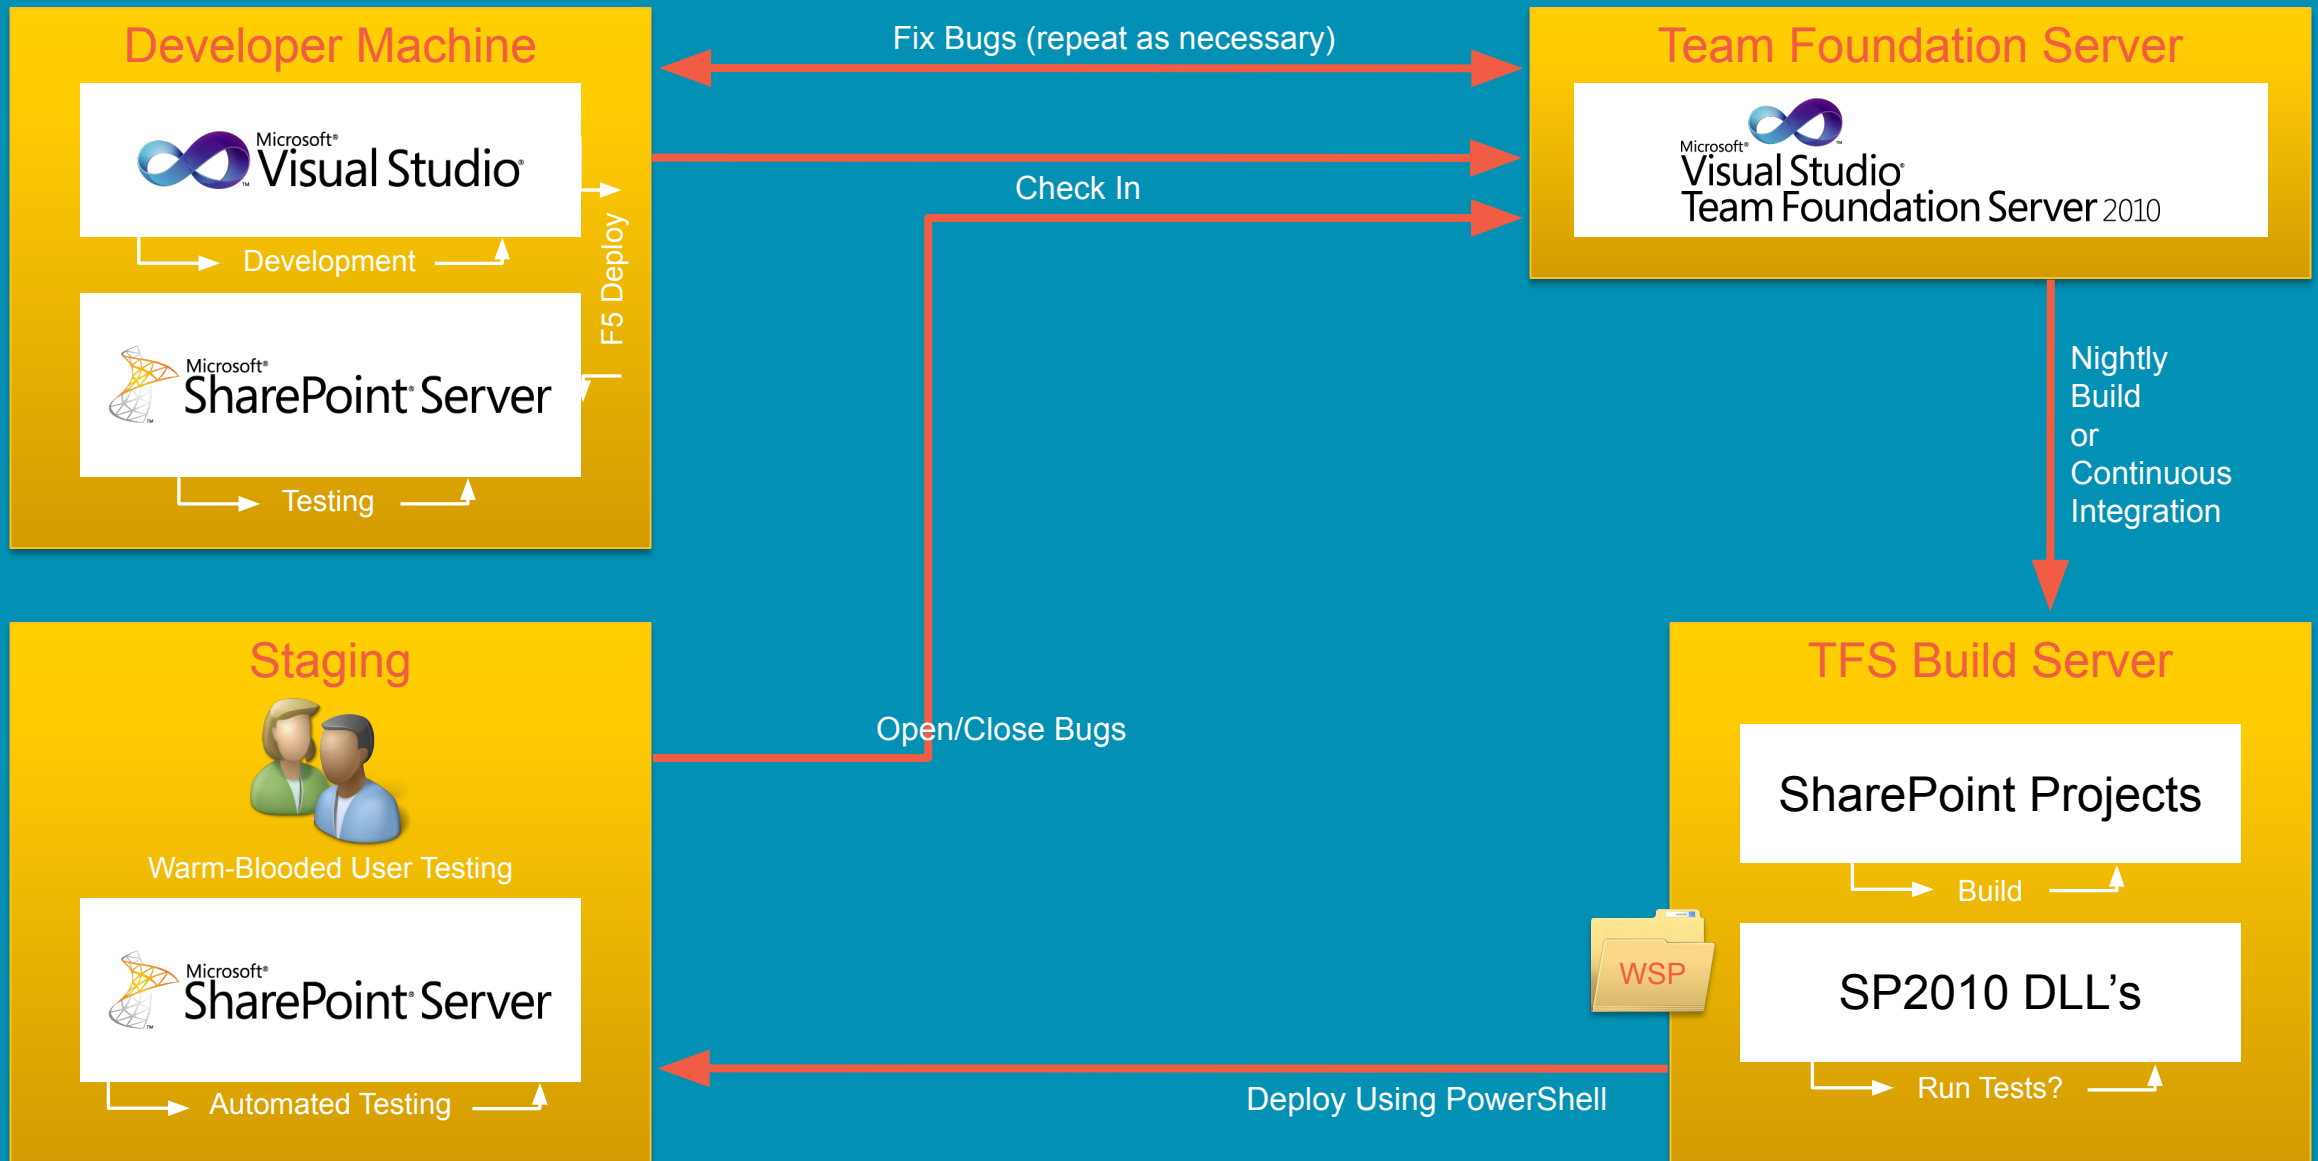 Developer Machine
Microsoft®
Visual Studio®
Development
F5 Deploy
Microsoft®
SharePoint® Server
Testing
Fix Bugs (repeat as necessary)
Check In
Team Foundation Server
Microsoft®
Visual Studio®
Team Foundation Server 2010
Nightly
Build
or
Continuous
Integration
Staging
Warm-Blooded User Testing
Microsoft®
SharePoint® Server
Automated Testing
Open/Close Bugs
Deploy Using PowerShell
TFS Build Server
SharePoint Projects
Build
WSP
SP2010 DLL’s
Run Tests?